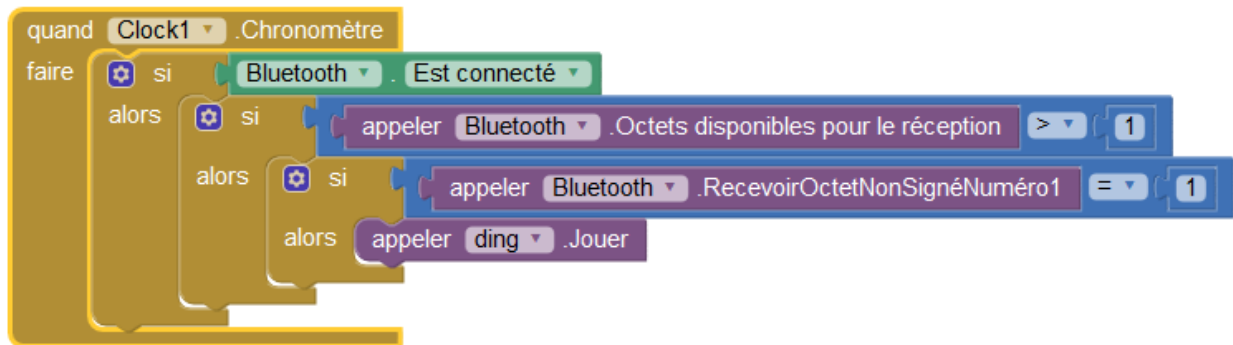 quand Clock1 .Chronomètre
faire si Bluetooth . Est connecté
alors si appeler Bluetooth .Octets disponibles pour le réception > 1
alors si appeler Bluetooth .RecevoirOctetNonSignéNuméro1 = 1
alors appeler ding .Jouer